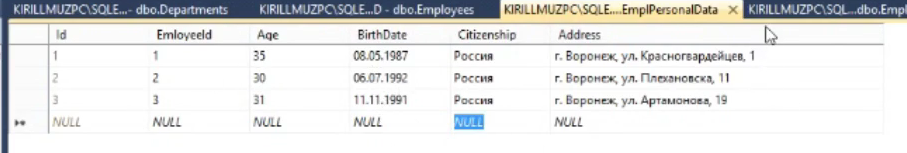 KIRILLMUZPC\SQLE...- dbo.Departments KIRILLMUZPC\SQLE...D - dbo.Employees KIRILLMUZPC\SQLE....EmplPersonalData × KIRILLMUZPC\SQL...dbo.Empl
Id EmloyeeId Age BirthDate Citizenship Address
1 1 35 08.05.1987 Россия г. Воронеж, ул. Красногвардейцев, 1
2 2 30 06.07.1992 Россия г. Воронеж, ул. Плехановска, 11
3 3 31 11.11.1991 Россия г. Воронеж, ул. Артамонова, 19
NULL NULL NULL NULL NULL NULL